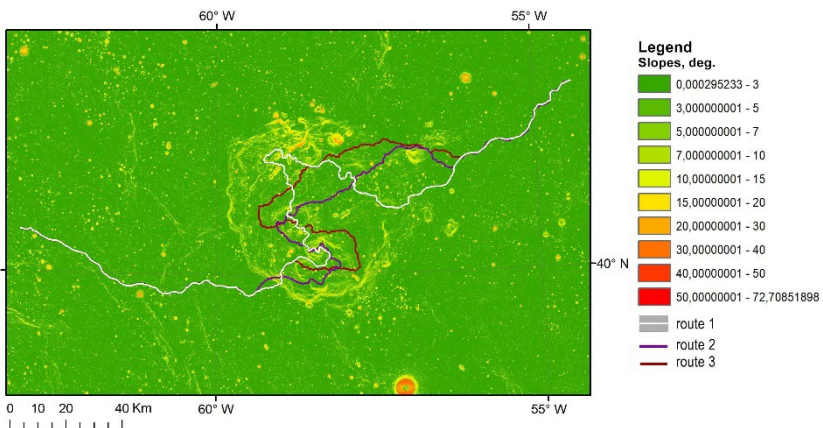 60° W 55° W
Legend
Slopes, deg.
0,000295233 - 3
3,000000001 - 5
5,000000001 - 7
7,000000001 - 10
10,00000001 - 15
15,00000001 - 20
20,00000001 - 30
30,00000001 - 40
40,00000001 - 50
50,00000001 - 72,70851898
route 1
route 2
route 3
40° N
60° W 55° W
0 10 20 40 Km